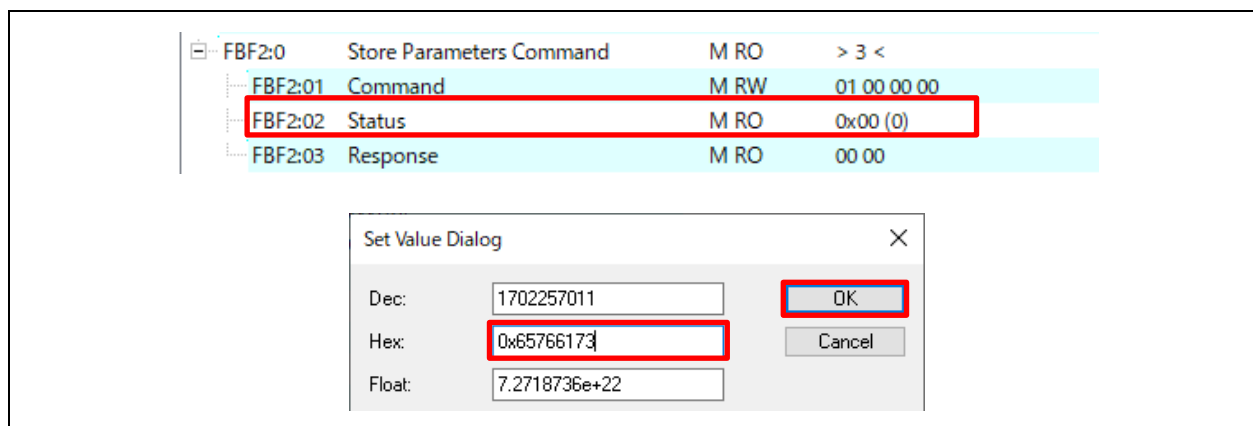 FBF2:0 Store Parameters Command M RO > 3 <
FBF2:01 Command M RW 01 00 00 00
FBF2:02 Status M RO 0x00 (0)
FBF2:03 Response M RO 00 00
Set Value Dialog
Dec: 1702257011 OK
Hex: 0x65766173 Cancel
Float: 7.2718736e+22